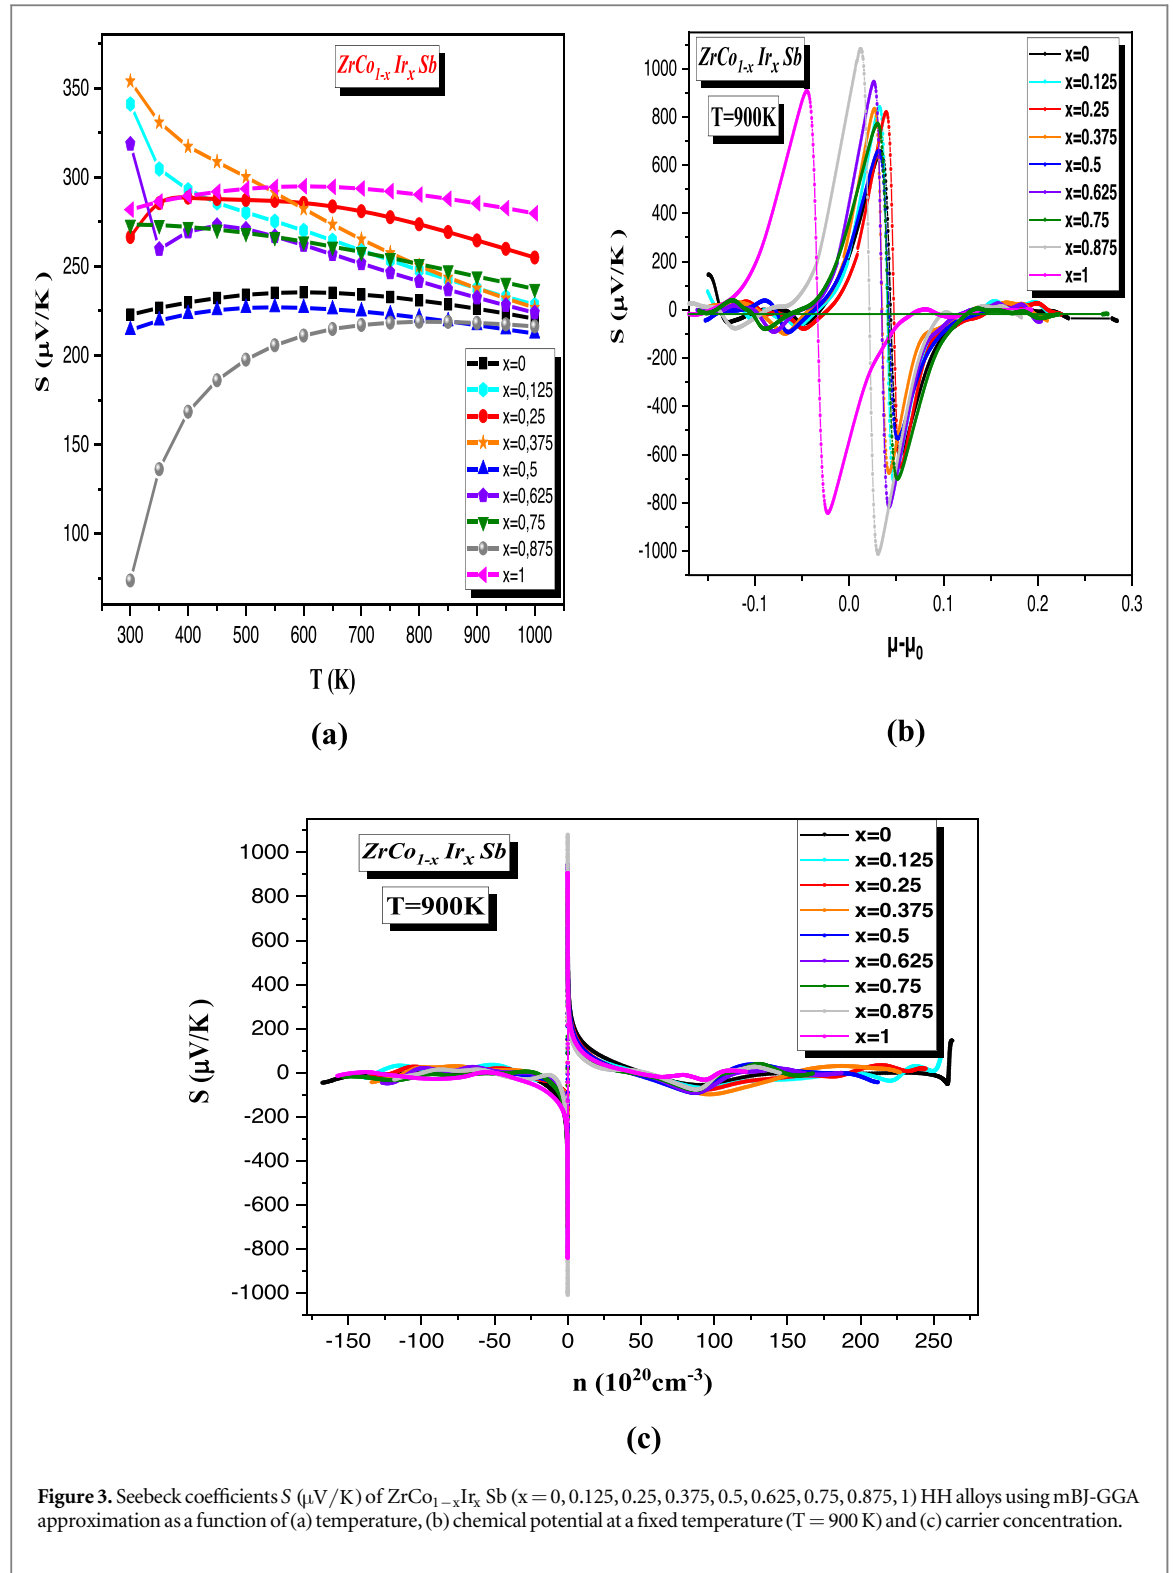 ZrCo1-x Irx Sb
350
300
250
200
150
100
S (μV/K)
x=0
x=0,125
x=0,25
x=0,375
x=0,5
x=0,625
x=0,75
x=0,875
x=1
300 400 500 600 700 800 900 1000
T (K)
(a)
ZrCo1-x Irx Sb
T=900K
1000
800
600
400
200
0
-200
-400
-600
-800
-1000
S (μV/K)
x=0
x=0.125
x=0.25
x=0.375
x=0.5
x=0.625
x=0.75
x=0.875
x=1
-0.1 0.0 0.1 0.2 0.3
μ-μ0
(b)
ZrCo1-x Irx Sb
T=900K
1000
800
600
400
200
0
-200
-400
-600
-800
-1000
S (μV/K)
x=0
x=0.125
x=0.25
x=0.375
x=0.5
x=0.625
x=0.75
x=0.875
x=1
-150 -100 -50 0 50 100 150 200 250
n (10²⁰cm⁻³)
(c)
Figure 3. Seebeck coefficients S (μV/K) of ZrCo1−xIrx Sb (x = 0, 0.125, 0.25, 0.375, 0.5, 0.625, 0.75, 0.875, 1) HH alloys using mBJ-GGA
approximation as a function of (a) temperature, (b) chemical potential at a fixed temperature (T = 900 K) and (c) carrier concentration.